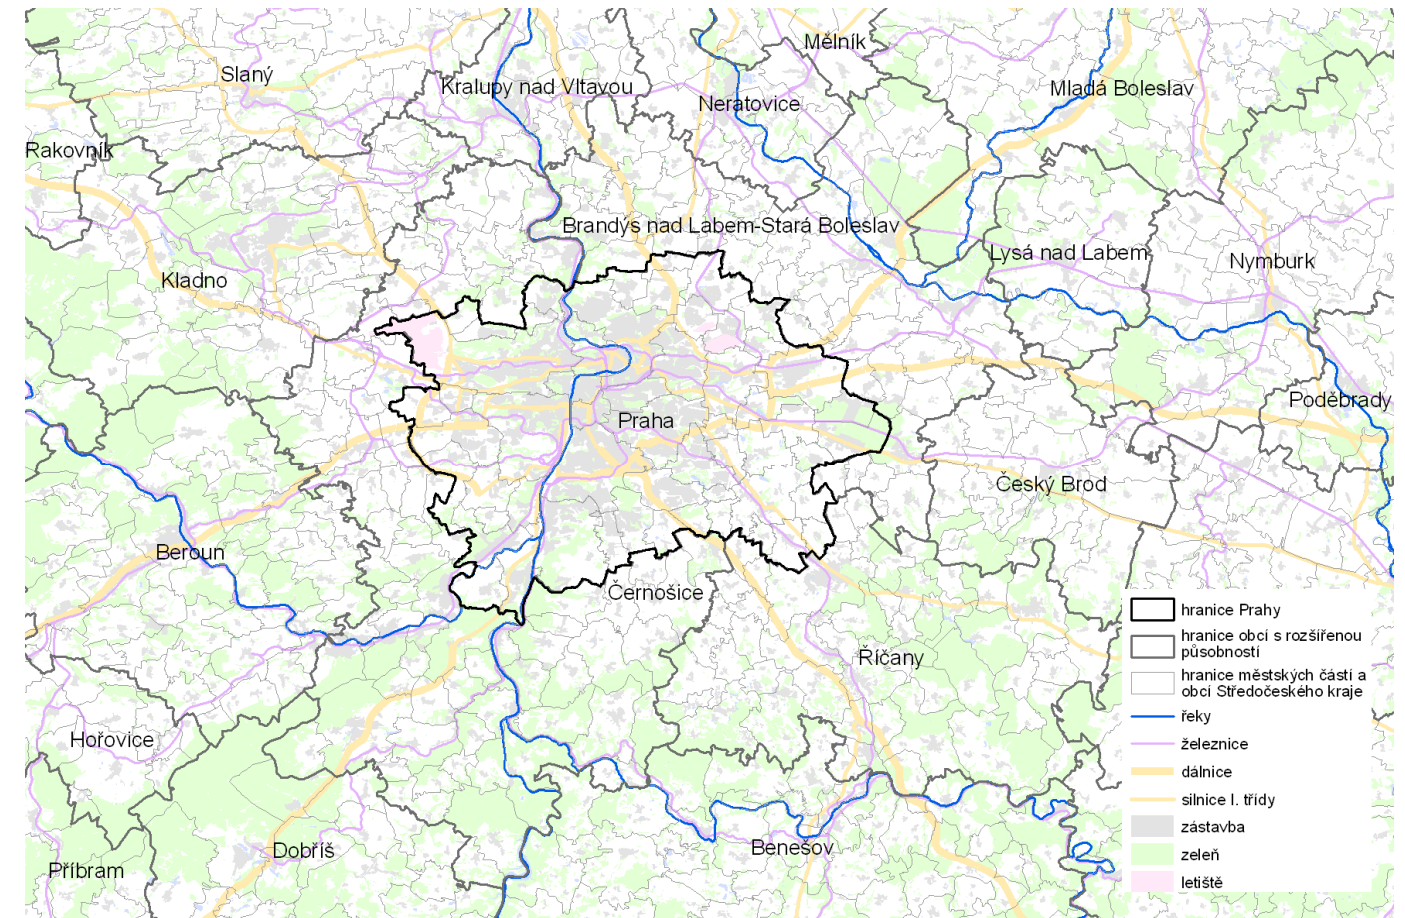 Mělník
Slaný
Kralupy nad Vltavou
Mladá Boleslav
Neratovice
Rakovník
Brandýs nad Labem-Stará Boleslav
Lysá nad Labem
Nymburk
Kladno
Poděbrady
Praha
Český Brod
Beroun
Černošice
Říčany
Hořovice
Benešov
Dobříš
Příbram
hranice Prahy
hranice obcí s rozšířenou
působností
hranice městských částí a
obcí Středočeského kraje
řeky
železnice
dálnice
silnice I. třídy
zástavba
zeleň
letiště